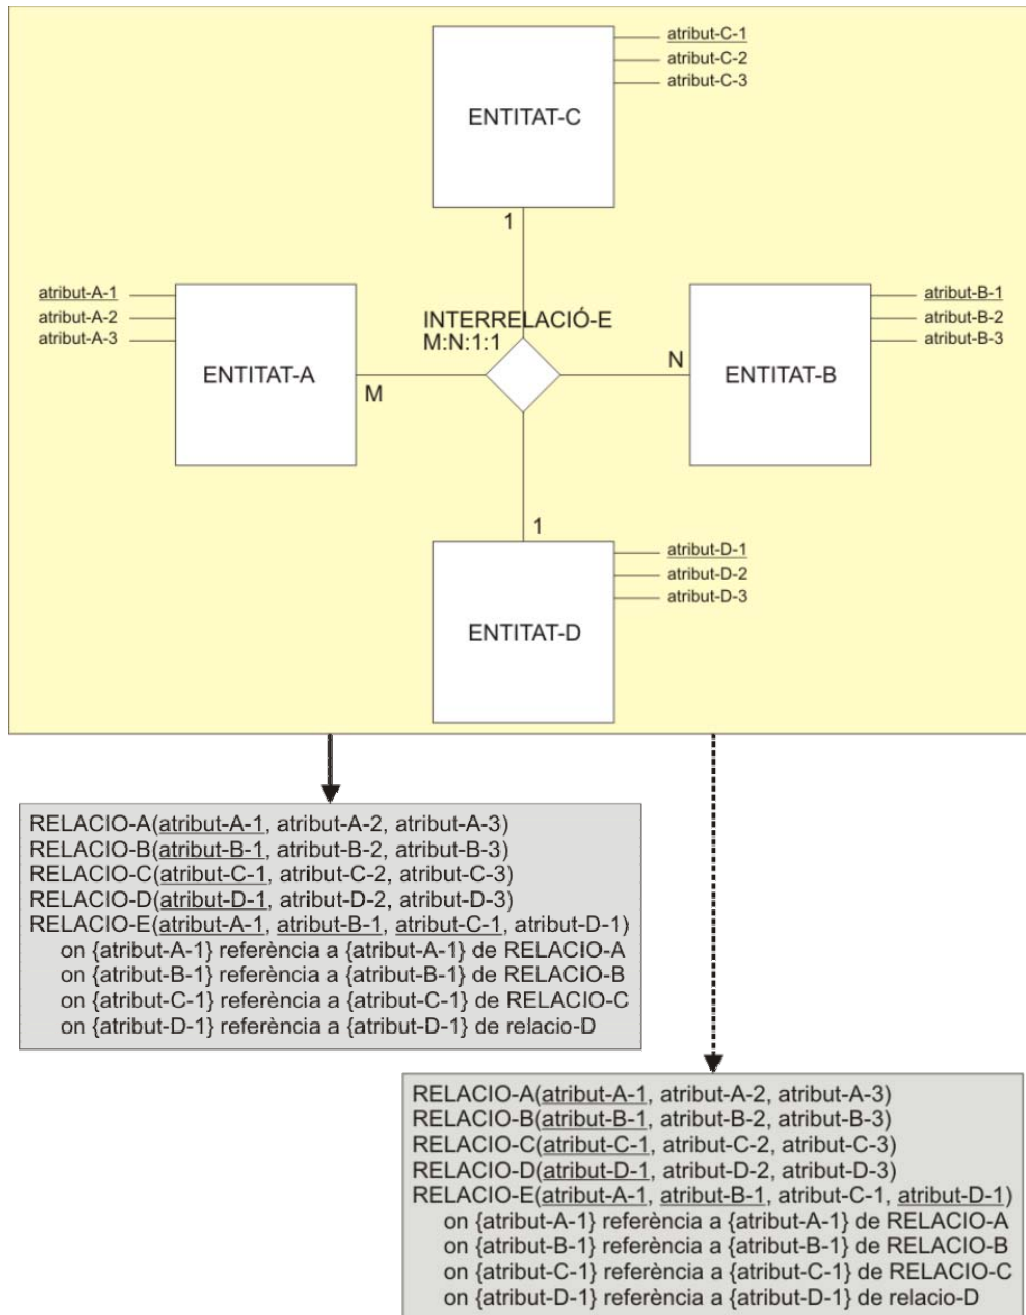 atribut-C-1
atribut-C-2
atribut-C-3
ENTITAT-C
1
atribut-A-1
atribut-A-2
atribut-A-3
ENTITAT-A
M
INTERRELACIÓ-E
M:N:1:1
N
ENTITAT-B
atribut-B-1
atribut-B-2
atribut-B-3
1
ENTITAT-D
atribut-D-1
atribut-D-2
atribut-D-3
RELACIO-A(atribut-A-1, atribut-A-2, atribut-A-3)
RELACIO-B(atribut-B-1, atribut-B-2, atribut-B-3)
RELACIO-C(atribut-C-1, atribut-C-2, atribut-C-3)
RELACIO-D(atribut-D-1, atribut-D-2, atribut-D-3)
RELACIO-E(atribut-A-1, atribut-B-1, atribut-C-1, atribut-D-1)
on {atribut-A-1} referència a {atribut-A-1} de RELACIO-A
on {atribut-B-1} referència a {atribut-B-1} de RELACIO-B
on {atribut-C-1} referència a {atribut-C-1} de RELACIO-C
on {atribut-D-1} referència a {atribut-D-1} de relacio-D
RELACIO-A(atribut-A-1, atribut-A-2, atribut-A-3)
RELACIO-B(atribut-B-1, atribut-B-2, atribut-B-3)
RELACIO-C(atribut-C-1, atribut-C-2, atribut-C-3)
RELACIO-D(atribut-D-1, atribut-D-2, atribut-D-3)
RELACIO-E(atribut-A-1, atribut-B-1, atribut-C-1, atribut-D-1)
on {atribut-A-1} referència a {atribut-A-1} de RELACIO-A
on {atribut-B-1} referència a {atribut-B-1} de RELACIO-B
on {atribut-C-1} referència a {atribut-C-1} de RELACIO-C
on {atribut-D-1} referència a {atribut-D-1} de relacio-D